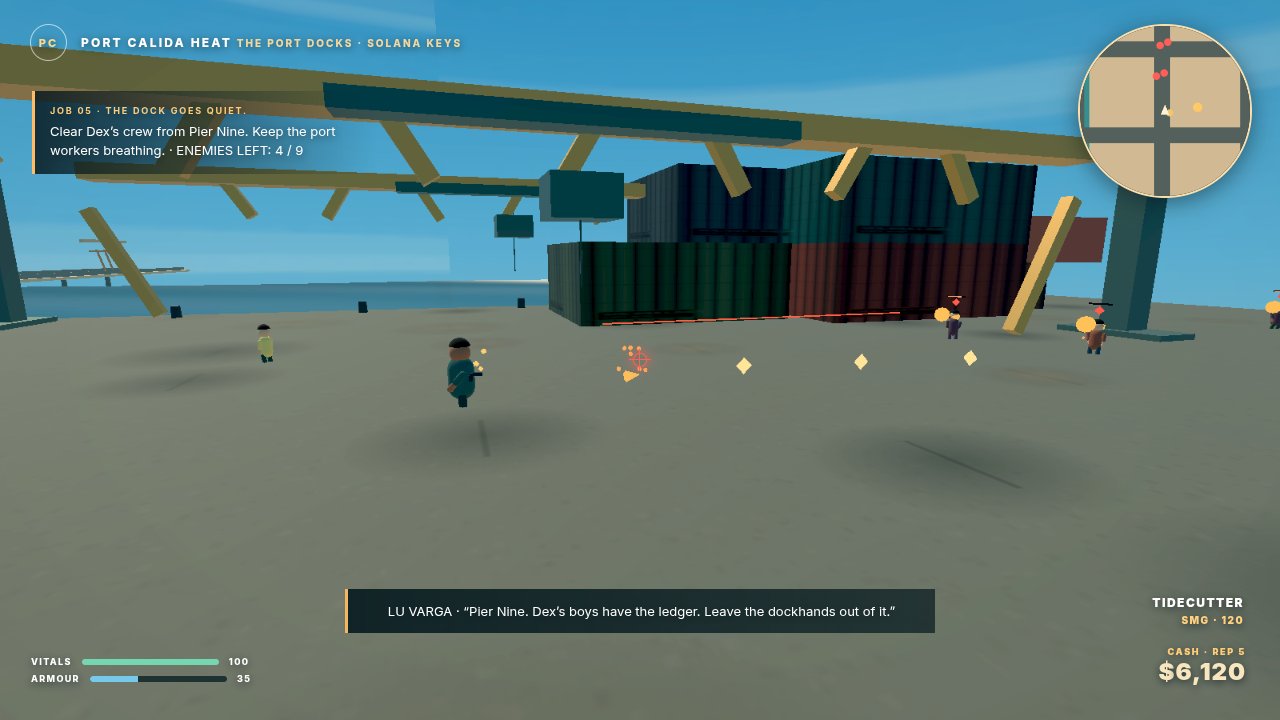 PC
PORT CALIDA HEAT THE PORT DOCKS · SOLANA KEYS
JOB 05 · THE DOCK GOES QUIET.
Clear Dex’s crew from Pier Nine. Keep the port
workers breathing. · ENEMIES LEFT: 4 / 9
LU VARGA · “Pier Nine. Dex’s boys have the ledger. Leave the dockhands out of it.”
TIDECUTTER
SMG · 120
CASH · REP 5
$6,120
VITALS 100
ARMOUR 35